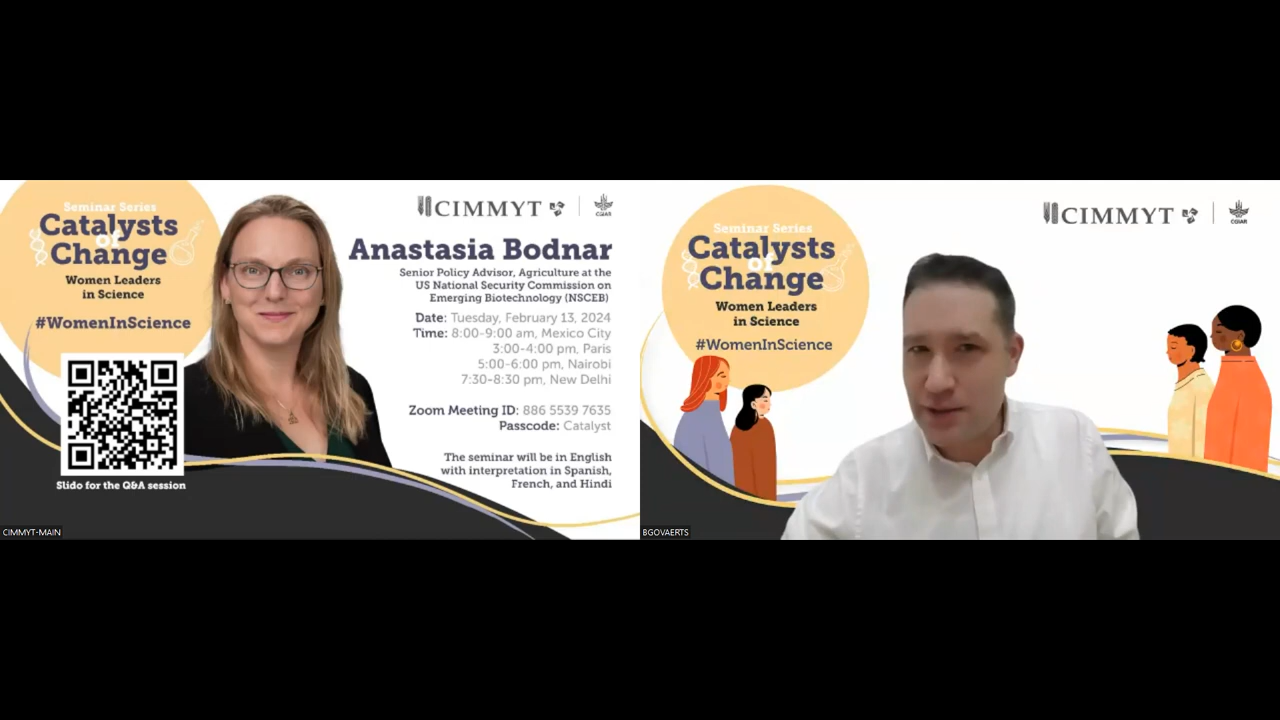 Seminar Series
Catalysts
of
Change
Women Leaders
in Science
#WomenInScience
Slido for the Q&A session
CIMMYT-MAIN
CIMMYT
CGIAR
Anastasia Bodnar
Senior Policy Advisor, Agriculture at the
US National Security Commission on
Emerging Biotechnology (NSCEB)
Date: Tuesday, February 13, 2024
Time: 8:00-9:00 am, Mexico City
3:00-4:00 pm, Paris
5:00-6:00 pm, Nairobi
7:30-8:30 pm, New Delhi
Zoom Meeting ID: 886 5539 7635
Passcode: Catalyst
The seminar will be in English
with interpretation in Spanish,
French, and Hindi
Seminar Series
Catalysts
of
Change
Women Leaders
in Science
#WomenInScience
CIMMYT
CGIAR
BGOVAERTS